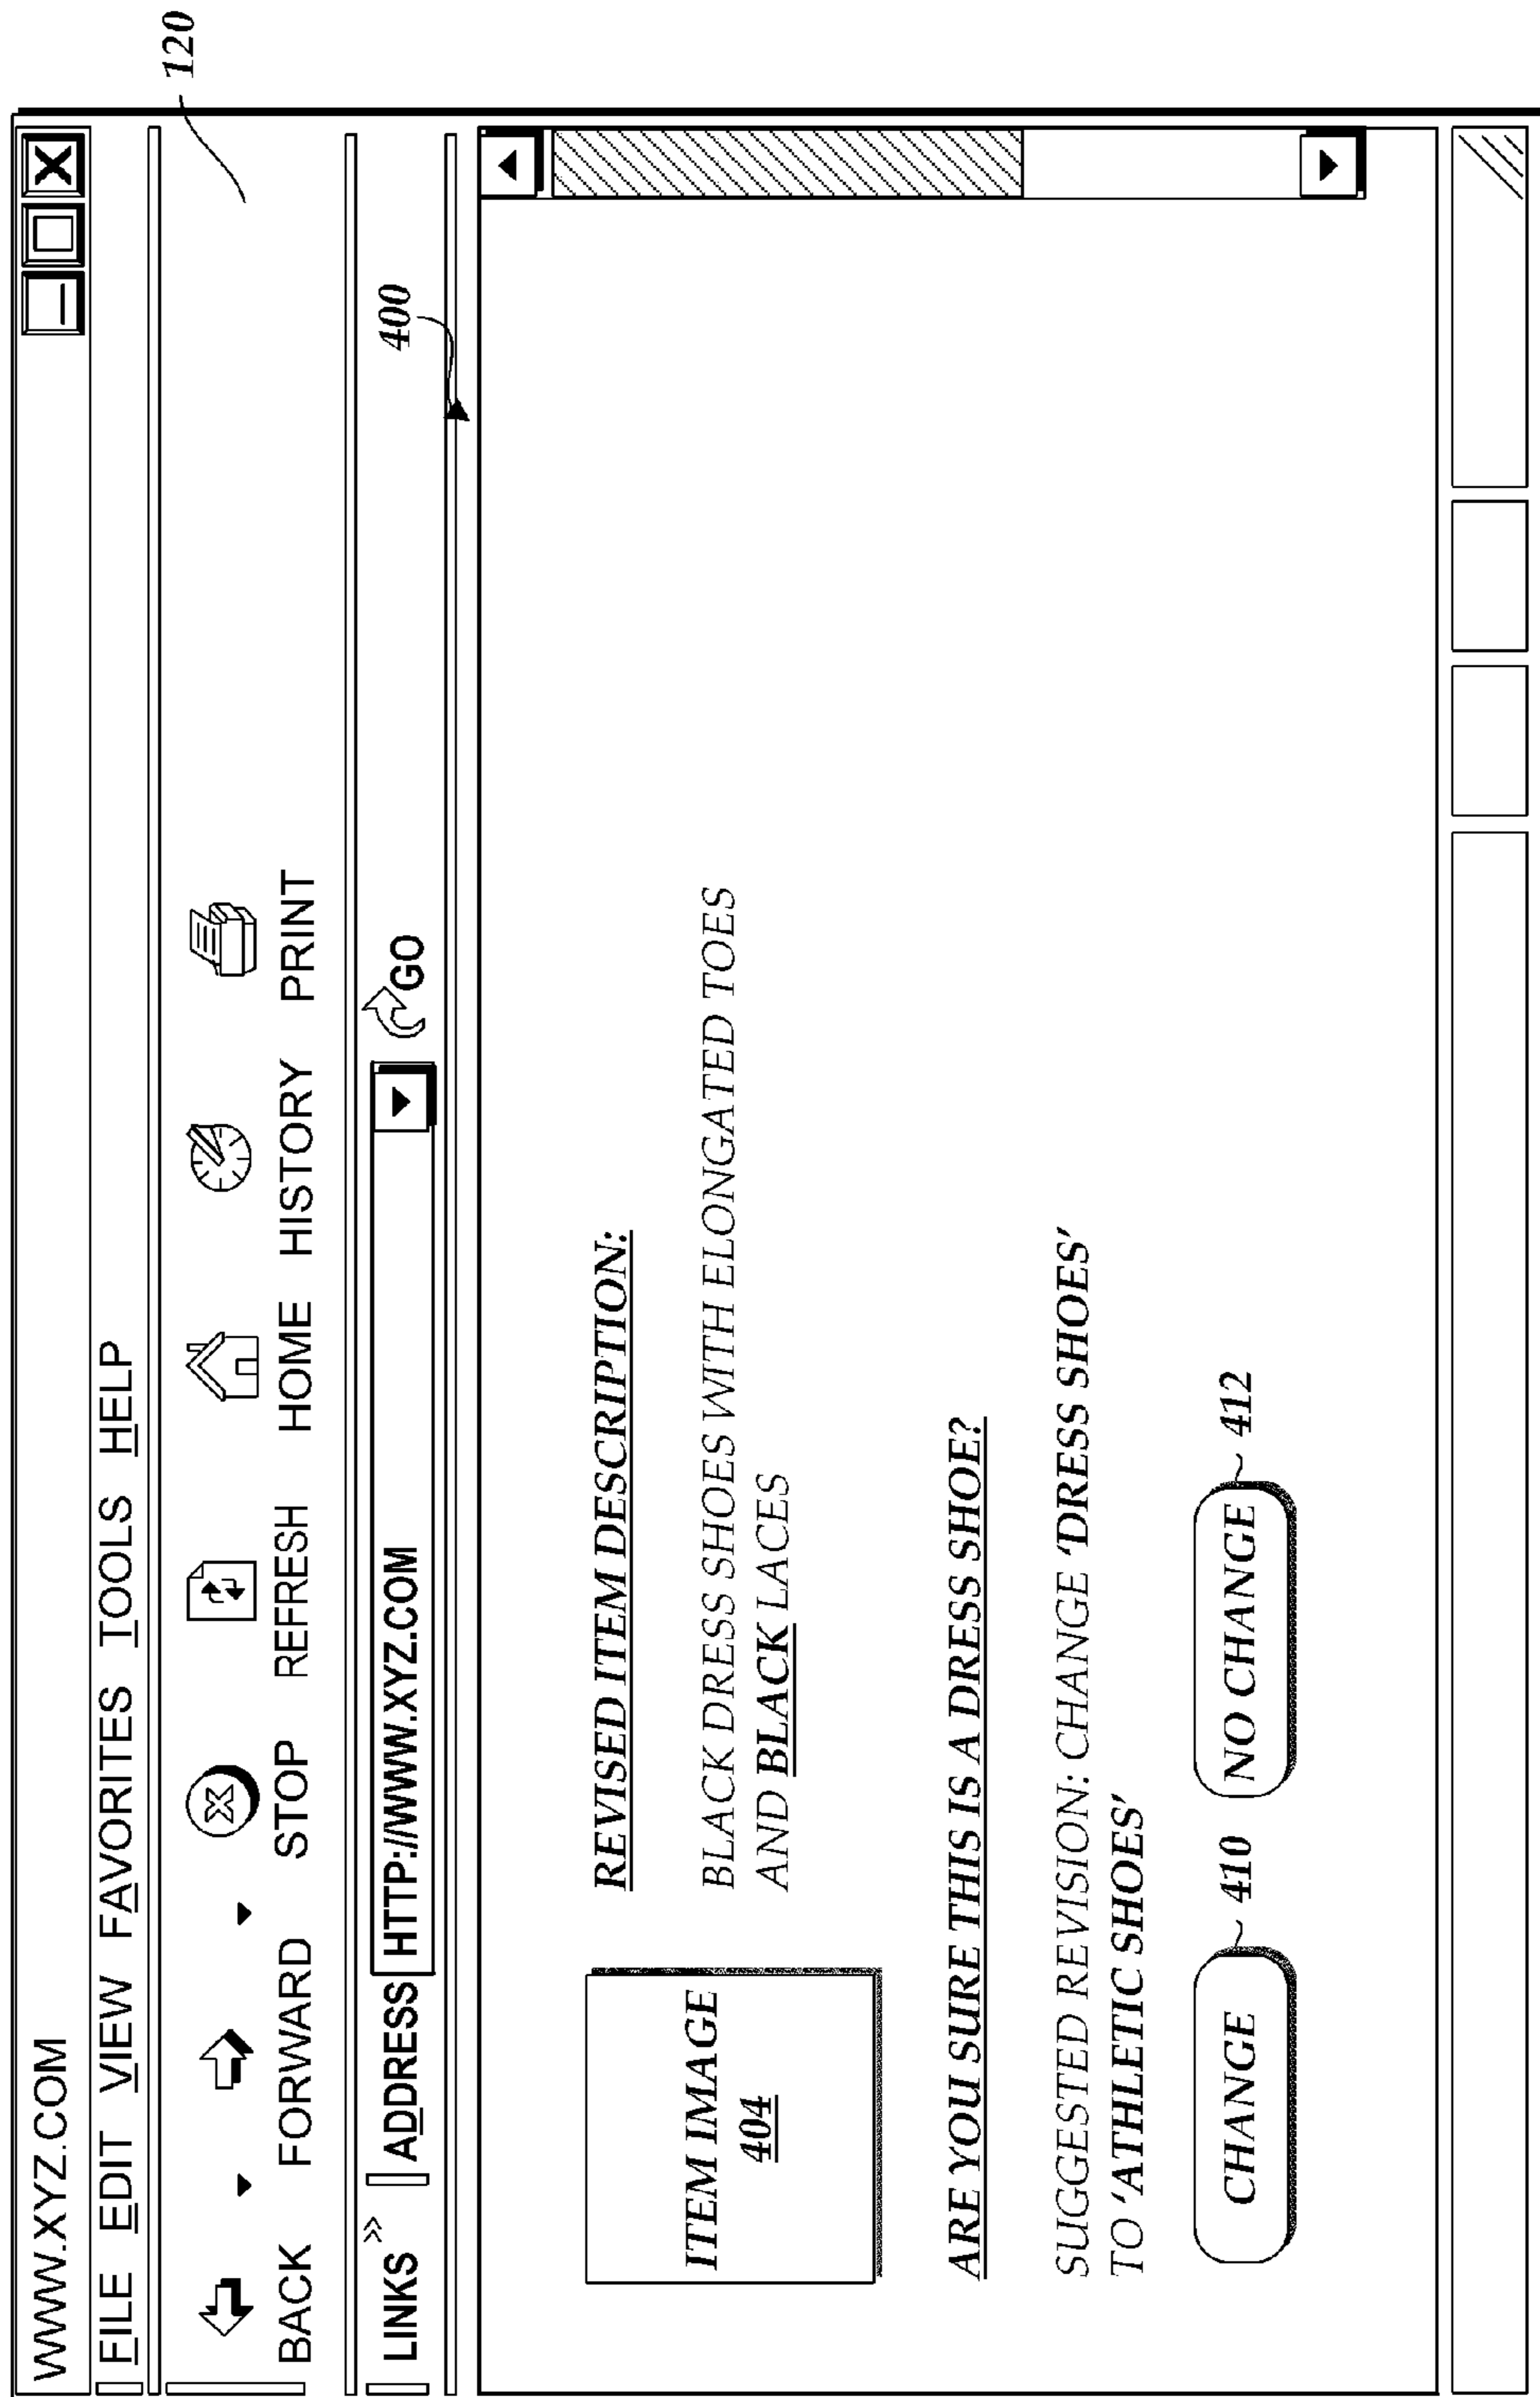 WWW.XYZ.COM
FILE EDIT VIEW FAVORITES TOOLS HELP
120
BACK FORWARD STOP REFRESH HOME HISTORY PRINT
LINKS » ADDRESS HTTP://WWW.XYZ.COM GO
400
REVISED ITEM DESCRIPTION:
ITEM IMAGE
404
BLACK DRESS SHOES WITH ELONGATED TOES
AND BLACK LACES
ARE YOU SURE THIS IS A DRESS SHOE?
SUGGESTED REVISION: CHANGE 'DRESS SHOES'
TO 'ATHLETIC SHOES'
CHANGE 410 NO CHANGE 412